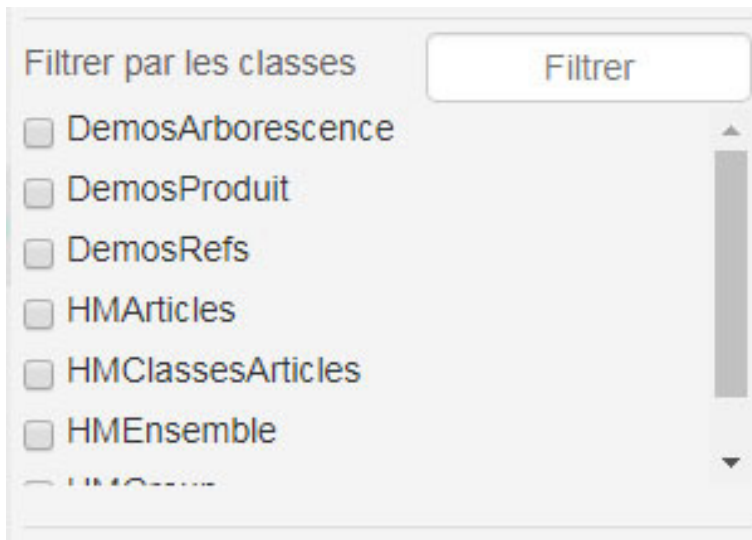 Filtrer par les classes Filtrer
DemosArborescence
DemosProduit
DemosRefs
HMArticles
HMClassesArticles
HMEnsemble